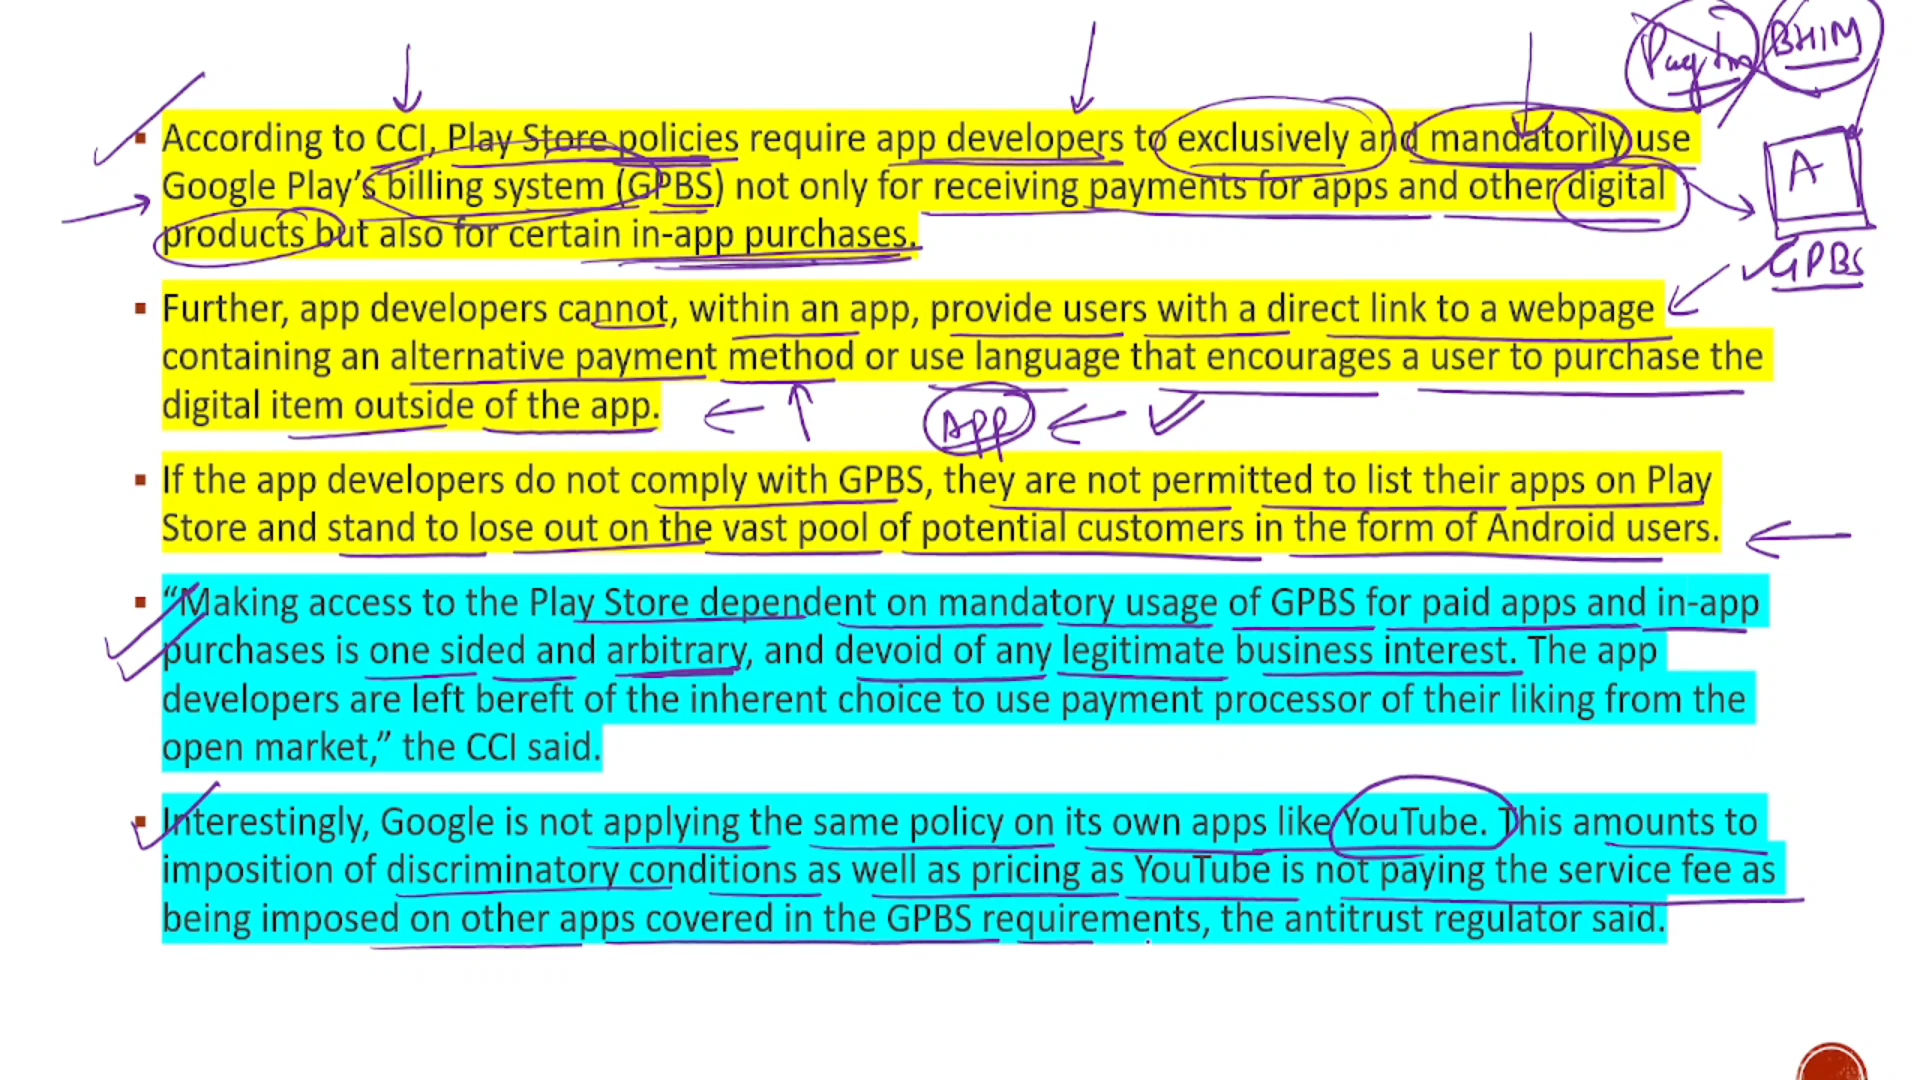 Paytm BHIM
▪ According to CCI, Play Store policies require app developers to exclusively and mandatorily use
Google Play’s billing system (GPBS) not only for receiving payments for apps and other digital
products but also for certain in-app purchases.
A
GPBS
▪ Further, app developers cannot, within an app, provide users with a direct link to a webpage
containing an alternative payment method or use language that encourages a user to purchase the
digital item outside of the app.
App
▪ If the app developers do not comply with GPBS, they are not permitted to list their apps on Play
Store and stand to lose out on the vast pool of potential customers in the form of Android users.
▪ “Making access to the Play Store dependent on mandatory usage of GPBS for paid apps and in-app
purchases is one sided and arbitrary, and devoid of any legitimate business interest. The app
developers are left bereft of the inherent choice to use payment processor of their liking from the
open market,” the CCI said.
▪ Interestingly, Google is not applying the same policy on its own apps like YouTube. This amounts to
imposition of discriminatory conditions as well as pricing as YouTube is not paying the service fee as
being imposed on other apps covered in the GPBS requirements, the antitrust regulator said.